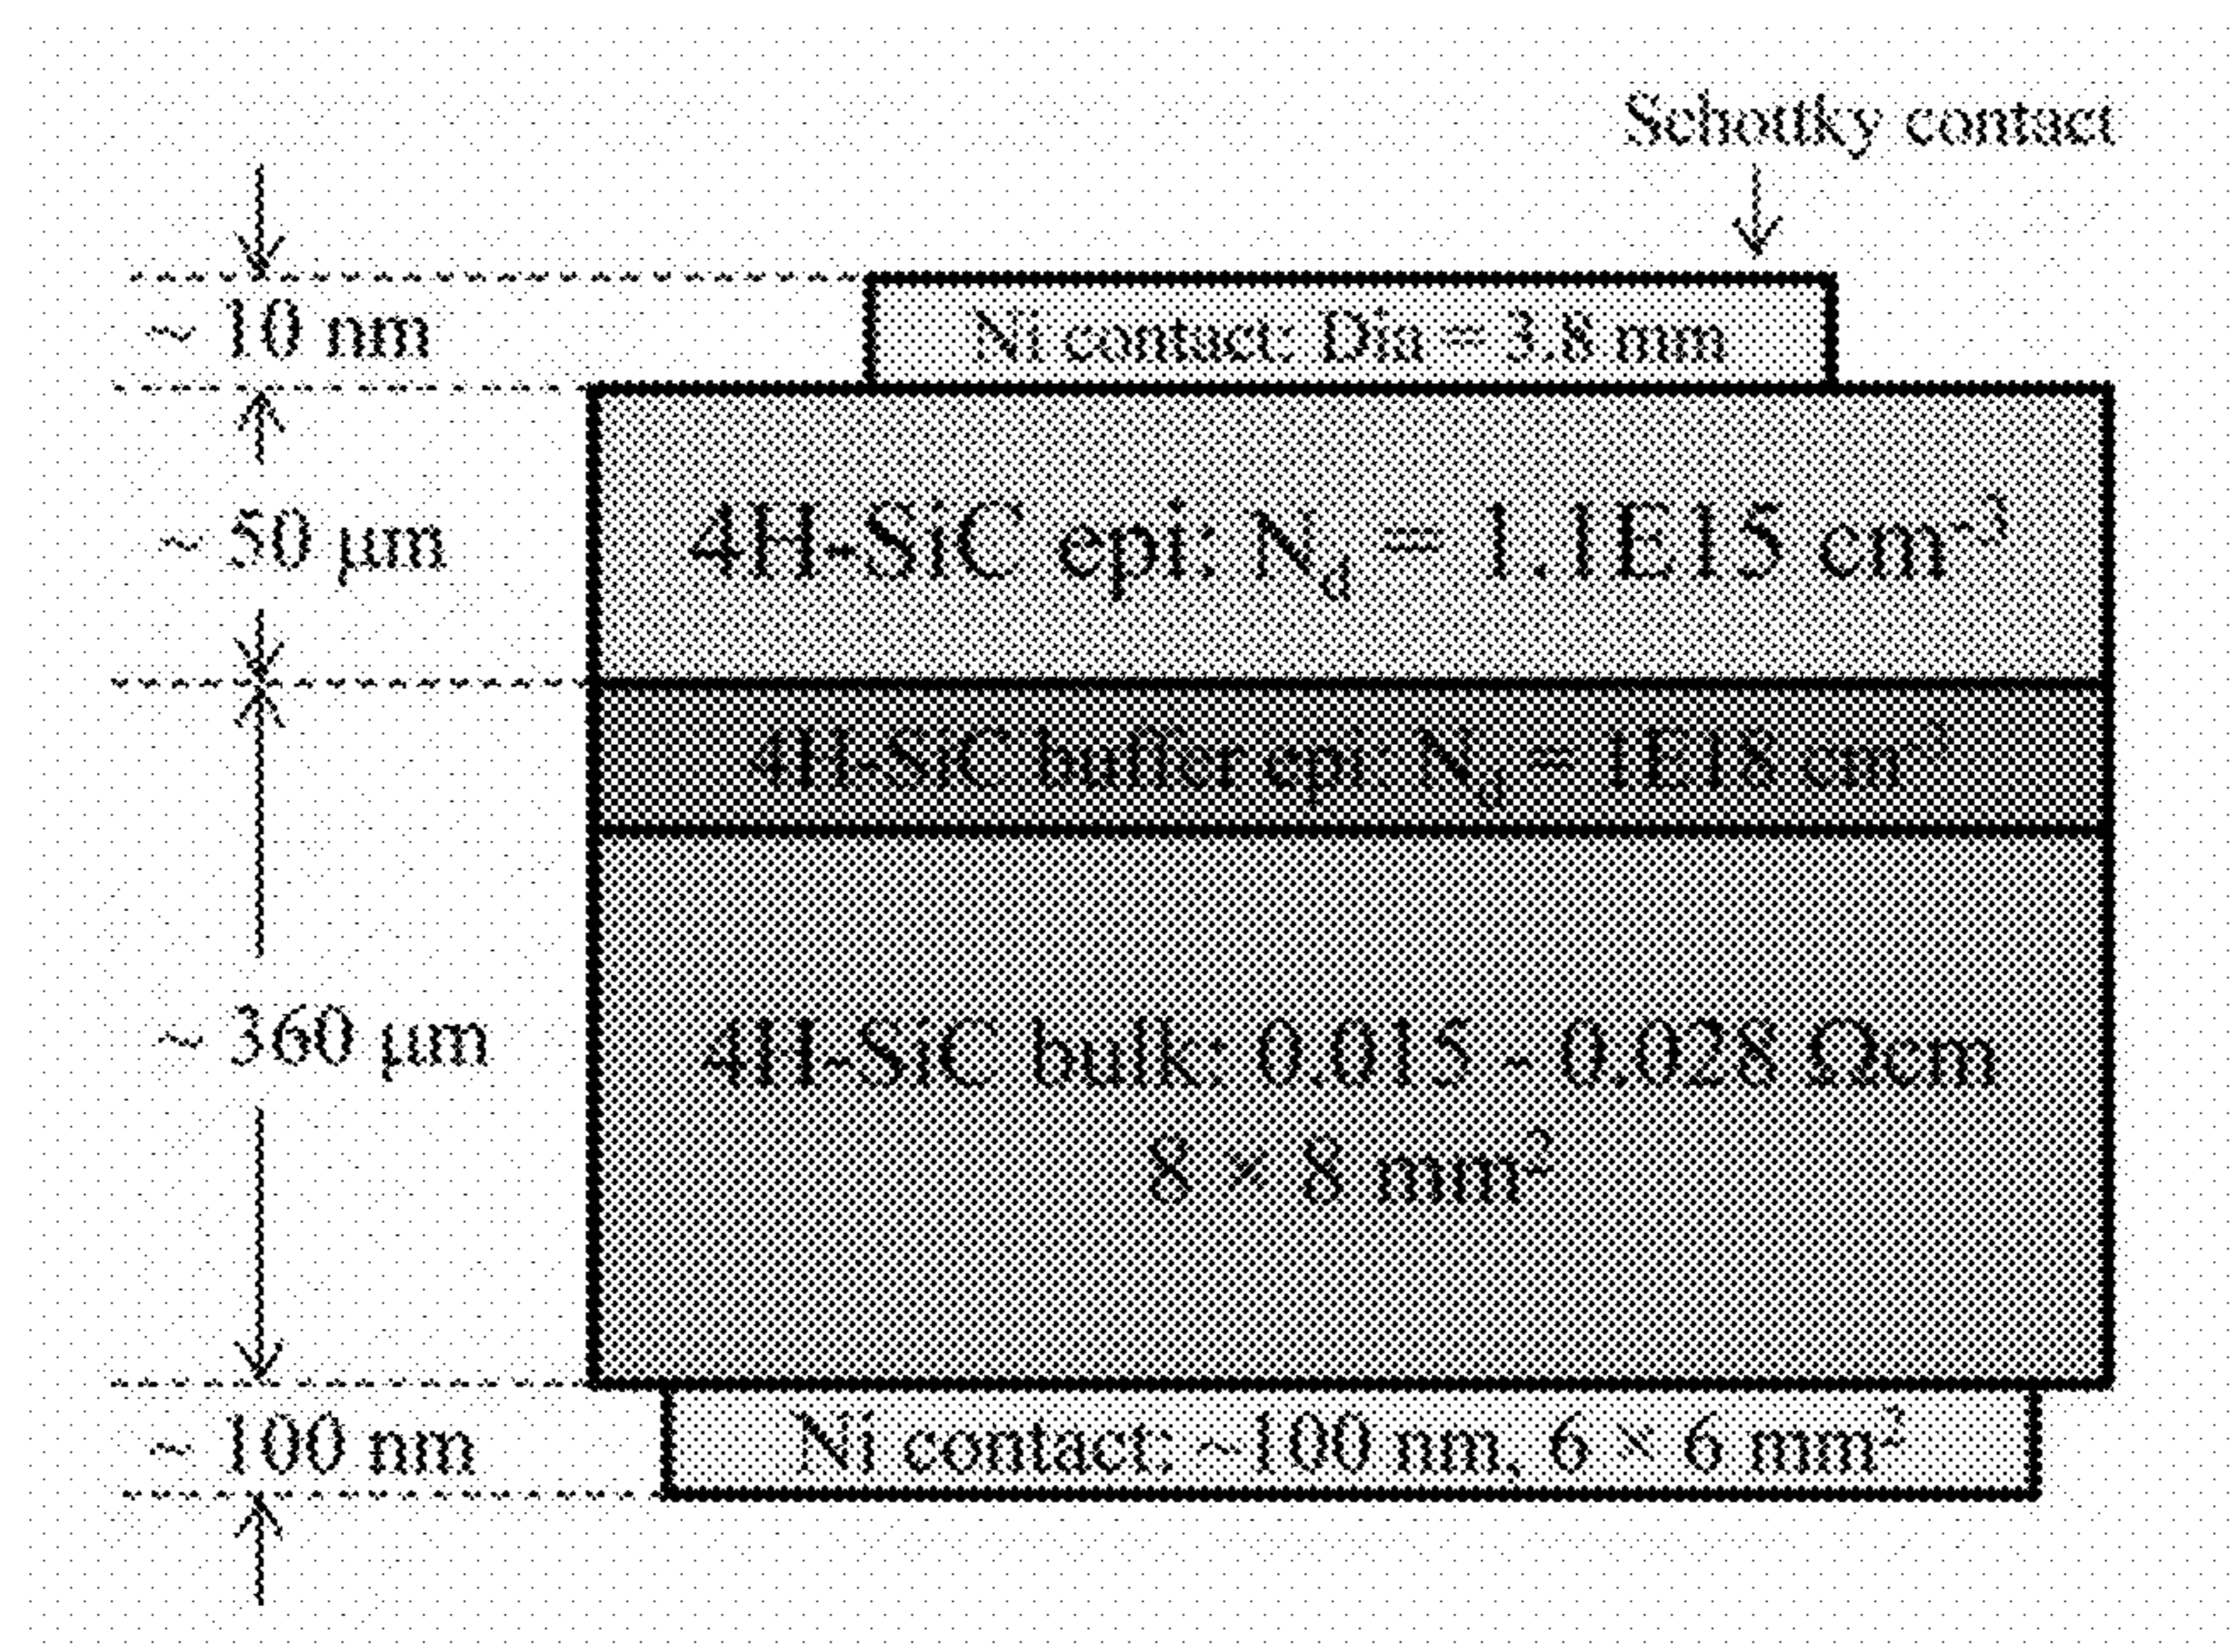 Schottky contact
~ 10 nm
Ni contact: Dia = 3.8 mm
~ 50 µm
4H-SiC epi: N_d = 1.1E15 cm⁻³
4H-SiC buffer epi: N_d = 1E18 cm⁻³
~ 360 µm
4H-SiC bulk: 0.015 - 0.028 Ωcm
8 × 8 mm²
~ 100 nm
Ni contact: ~100 nm, 6 × 6 mm²